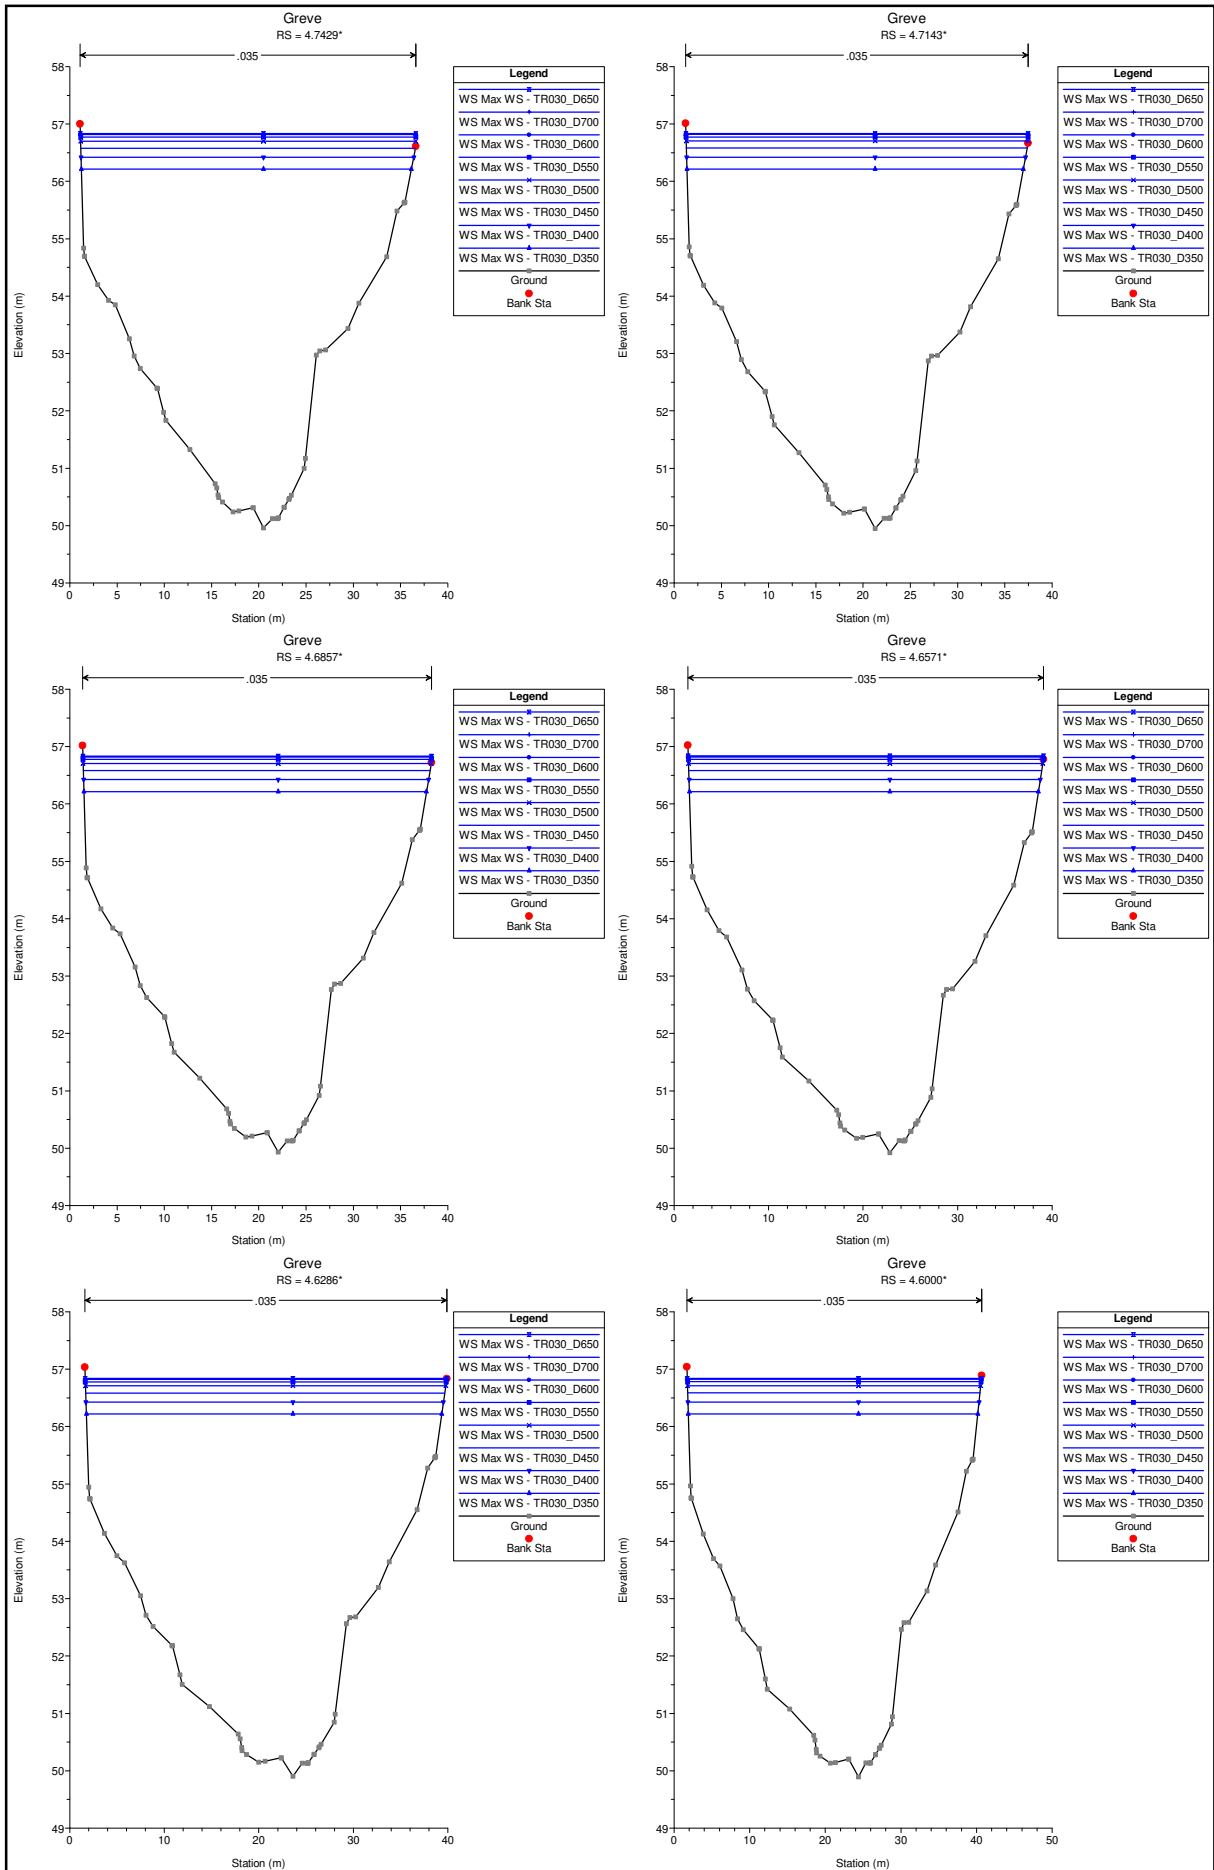 Greve
RS = 4.7429*
.035
58
57
56
55
54
53
52
51
50
49
Elevation (m)
0 5 10 15 20 25 30 35 40
Station (m)
Legend
WS Max WS - TR030_D650
WS Max WS - TR030_D700
WS Max WS - TR030_D600
WS Max WS - TR030_D550
WS Max WS - TR030_D500
WS Max WS - TR030_D450
WS Max WS - TR030_D400
WS Max WS - TR030_D350
Ground
Bank Sta
Greve
RS = 4.7143*
.035
58
57
56
55
54
53
52
51
50
49
Elevation (m)
0 5 10 15 20 25 30 35 40
Station (m)
Legend
WS Max WS - TR030_D650
WS Max WS - TR030_D700
WS Max WS - TR030_D600
WS Max WS - TR030_D550
WS Max WS - TR030_D500
WS Max WS - TR030_D450
WS Max WS - TR030_D400
WS Max WS - TR030_D350
Ground
Bank Sta
Greve
RS = 4.6857*
.035
58
57
56
55
54
53
52
51
50
49
Elevation (m)
0 5 10 15 20 25 30 35 40
Station (m)
Legend
WS Max WS - TR030_D650
WS Max WS - TR030_D700
WS Max WS - TR030_D600
WS Max WS - TR030_D550
WS Max WS - TR030_D500
WS Max WS - TR030_D450
WS Max WS - TR030_D400
WS Max WS - TR030_D350
Ground
Bank Sta
Greve
RS = 4.6571*
.035
58
57
56
55
54
53
52
51
50
49
Elevation (m)
0 10 20 30 40
Station (m)
Legend
WS Max WS - TR030_D650
WS Max WS - TR030_D700
WS Max WS - TR030_D600
WS Max WS - TR030_D550
WS Max WS - TR030_D500
WS Max WS - TR030_D450
WS Max WS - TR030_D400
WS Max WS - TR030_D350
Ground
Bank Sta
Greve
RS = 4.6286*
.035
58
57
56
55
54
53
52
51
50
49
Elevation (m)
0 10 20 30 40
Station (m)
Legend
WS Max WS - TR030_D650
WS Max WS - TR030_D700
WS Max WS - TR030_D600
WS Max WS - TR030_D550
WS Max WS - TR030_D500
WS Max WS - TR030_D450
WS Max WS - TR030_D400
WS Max WS - TR030_D350
Ground
Bank Sta
Greve
RS = 4.6000*
.035
58
57
56
55
54
53
52
51
50
49
Elevation (m)
0 10 20 30 40 50
Station (m)
Legend
WS Max WS - TR030_D650
WS Max WS - TR030_D700
WS Max WS - TR030_D600
WS Max WS - TR030_D550
WS Max WS - TR030_D500
WS Max WS - TR030_D450
WS Max WS - TR030_D400
WS Max WS - TR030_D350
Ground
Bank Sta